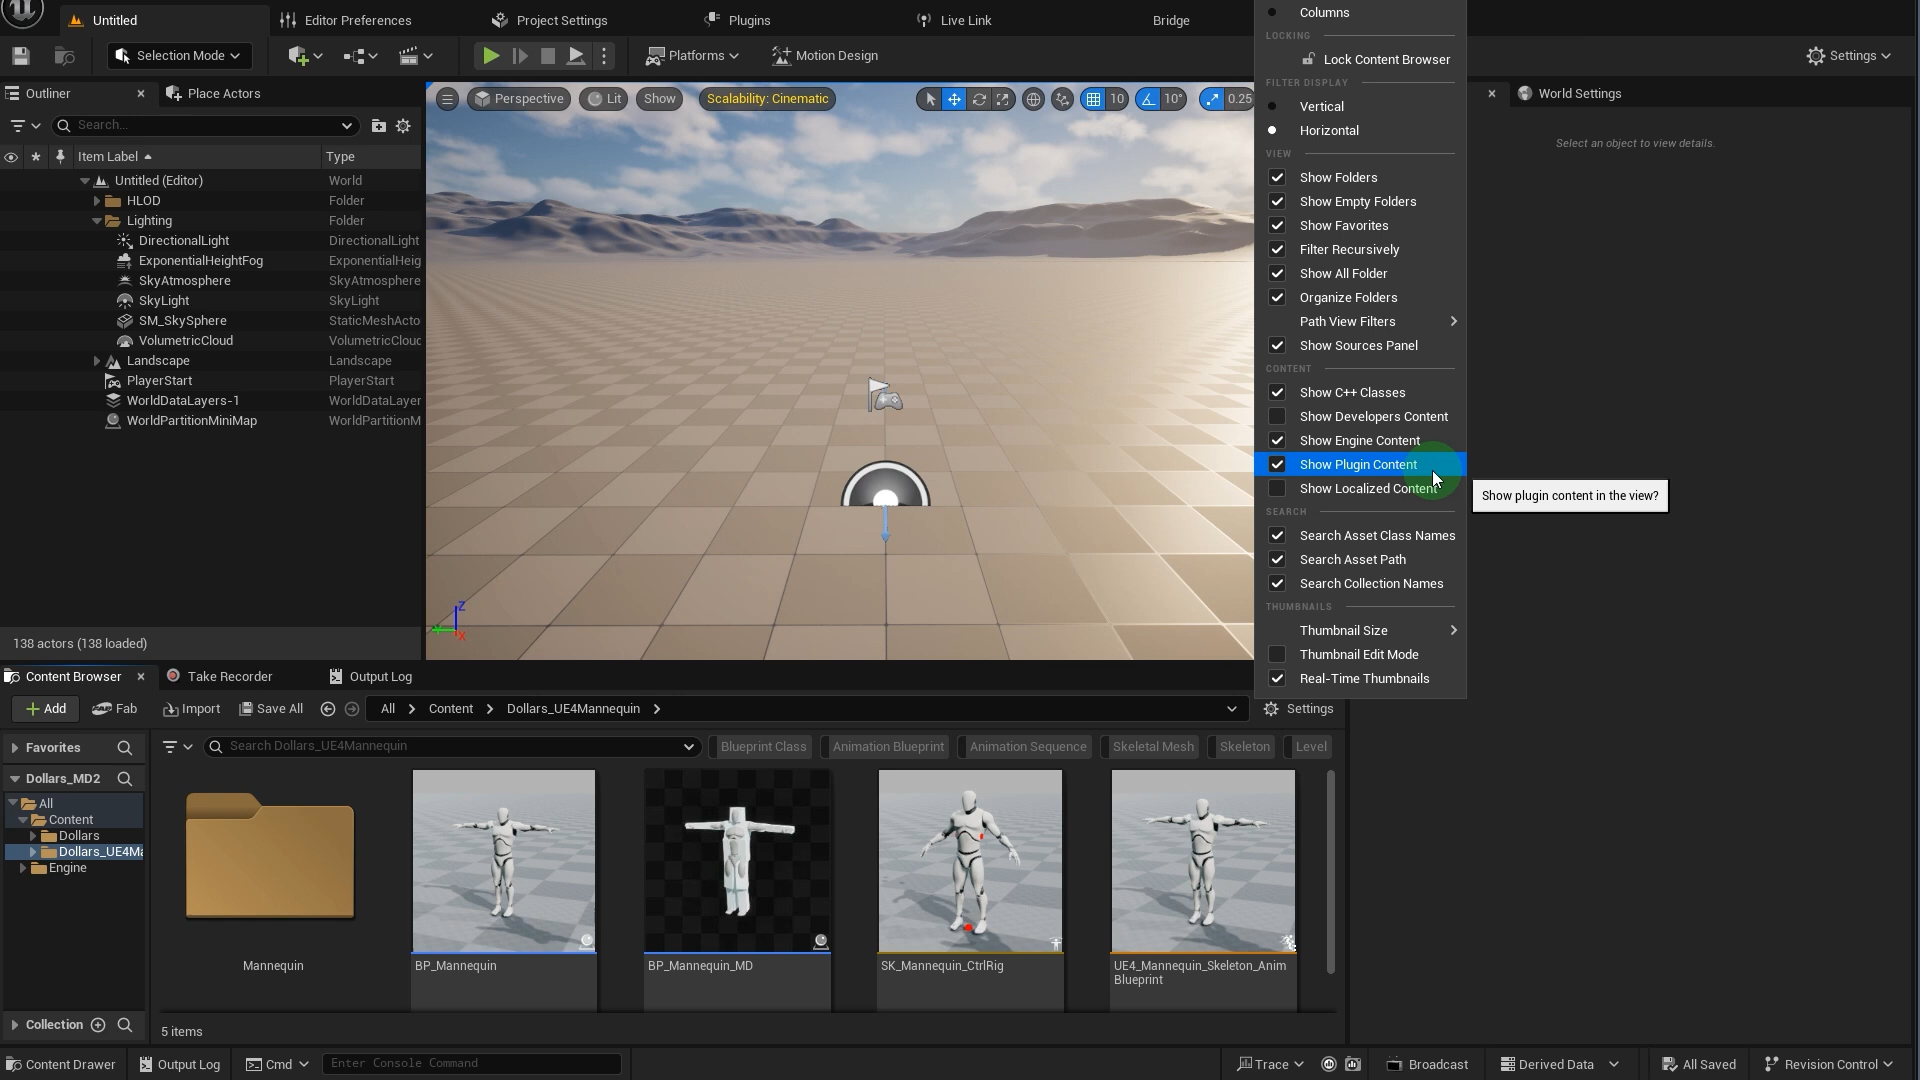 Untitled
Editor Preferences
Project Settings
Plugins
Live Link
Bridge
Selection Mode
Platforms
Motion Design
Settings
Outliner
Place Actors
Search...
Item Label
Type
Untitled (Editor)
World
HLOD
Folder
Lighting
Folder
DirectionalLight
DirectionalLight
ExponentialHeightFog
ExponentialHeig
SkyAtmosphere
SkyAtmosphere
SkyLight
SkyLight
SM_SkySphere
StaticMeshActo
VolumetricCloud
VolumetricCloud
Landscape
Landscape
PlayerStart
PlayerStart
WorldDataLayers-1
WorldDataLayer
WorldPartitionMiniMap
WorldPartitionM
138 actors (138 loaded)
Perspective
Lit
Show
Scalability: Cinematic
10
10°
0.25
Z
X
Columns
LOCKING
Lock Content Browser
FILTER DISPLAY
Vertical
Horizontal
VIEW
Show Folders
Show Empty Folders
Show Favorites
Filter Recursively
Show All Folder
Organize Folders
Path View Filters
Show Sources Panel
CONTENT
Show C++ Classes
Show Developers Content
Show Engine Content
Show Plugin Content
Show Localized Content
SEARCH
Search Asset Class Names
Search Asset Path
Search Collection Names
THUMBNAILS
Thumbnail Size
Thumbnail Edit Mode
Real-Time Thumbnails
Show plugin content in the view?
World Settings
Select an object to view details.
Content Browser
Take Recorder
Output Log
Add
Fab
Import
Save All
All
Content
Dollars_UE4Mannequin
Settings
Favorites
Dollars_MD2
All
Content
Dollars
Dollars_UE4Ma
Engine
Collection
Search Dollars_UE4Mannequin
Blueprint Class
Animation Blueprint
Animation Sequence
Skeletal Mesh
Skeleton
Level
Mannequin
BP_Mannequin
BP_Mannequin_MD
SK_Mannequin_CtrlRig
UE4_Mannequin_Skeleton_Anim
Blueprint
5 items
Content Drawer
Output Log
Cmd
Enter Console Command
Trace
Broadcast
Derived Data
All Saved
Revision Control